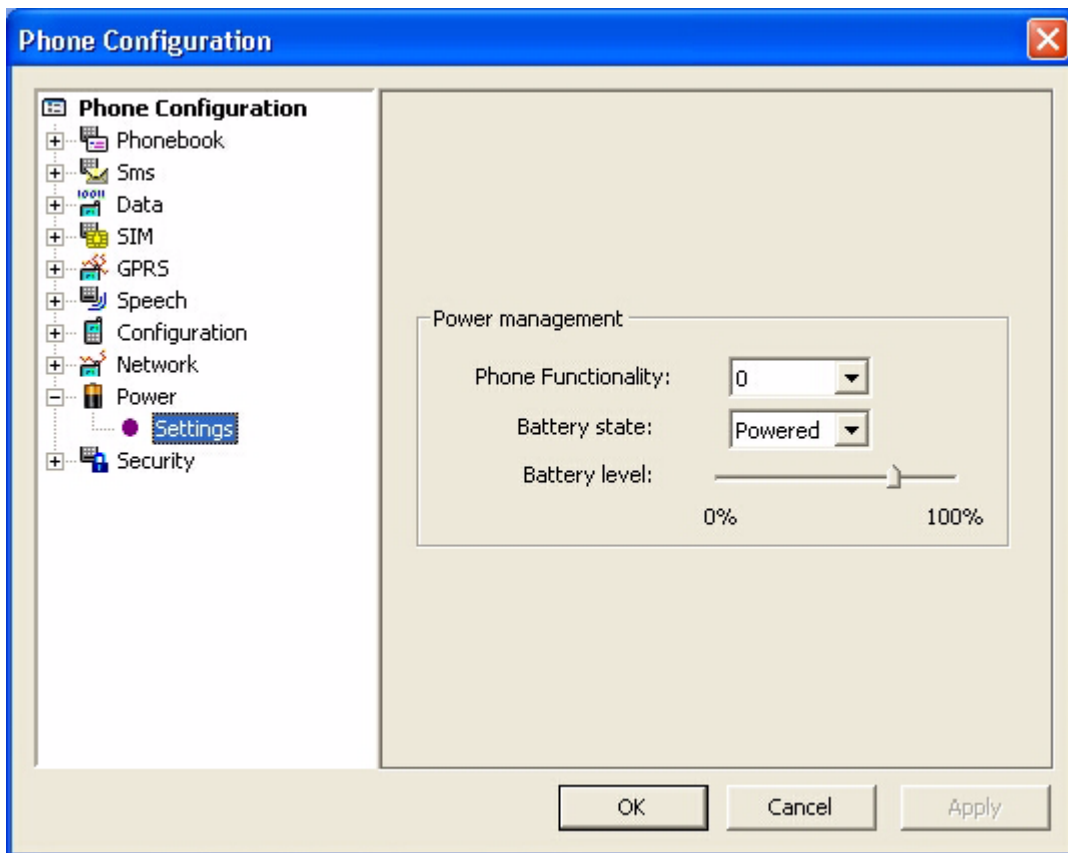 Phone Configuration
Phone Configuration
Phonebook
Sms
Data
SIM
GPRS
Speech
Configuration
Network
Power
Settings
Security
Power management
Phone Functionality: 0
Battery state: Powered
Battery level:
0% 100%
OK Cancel Apply